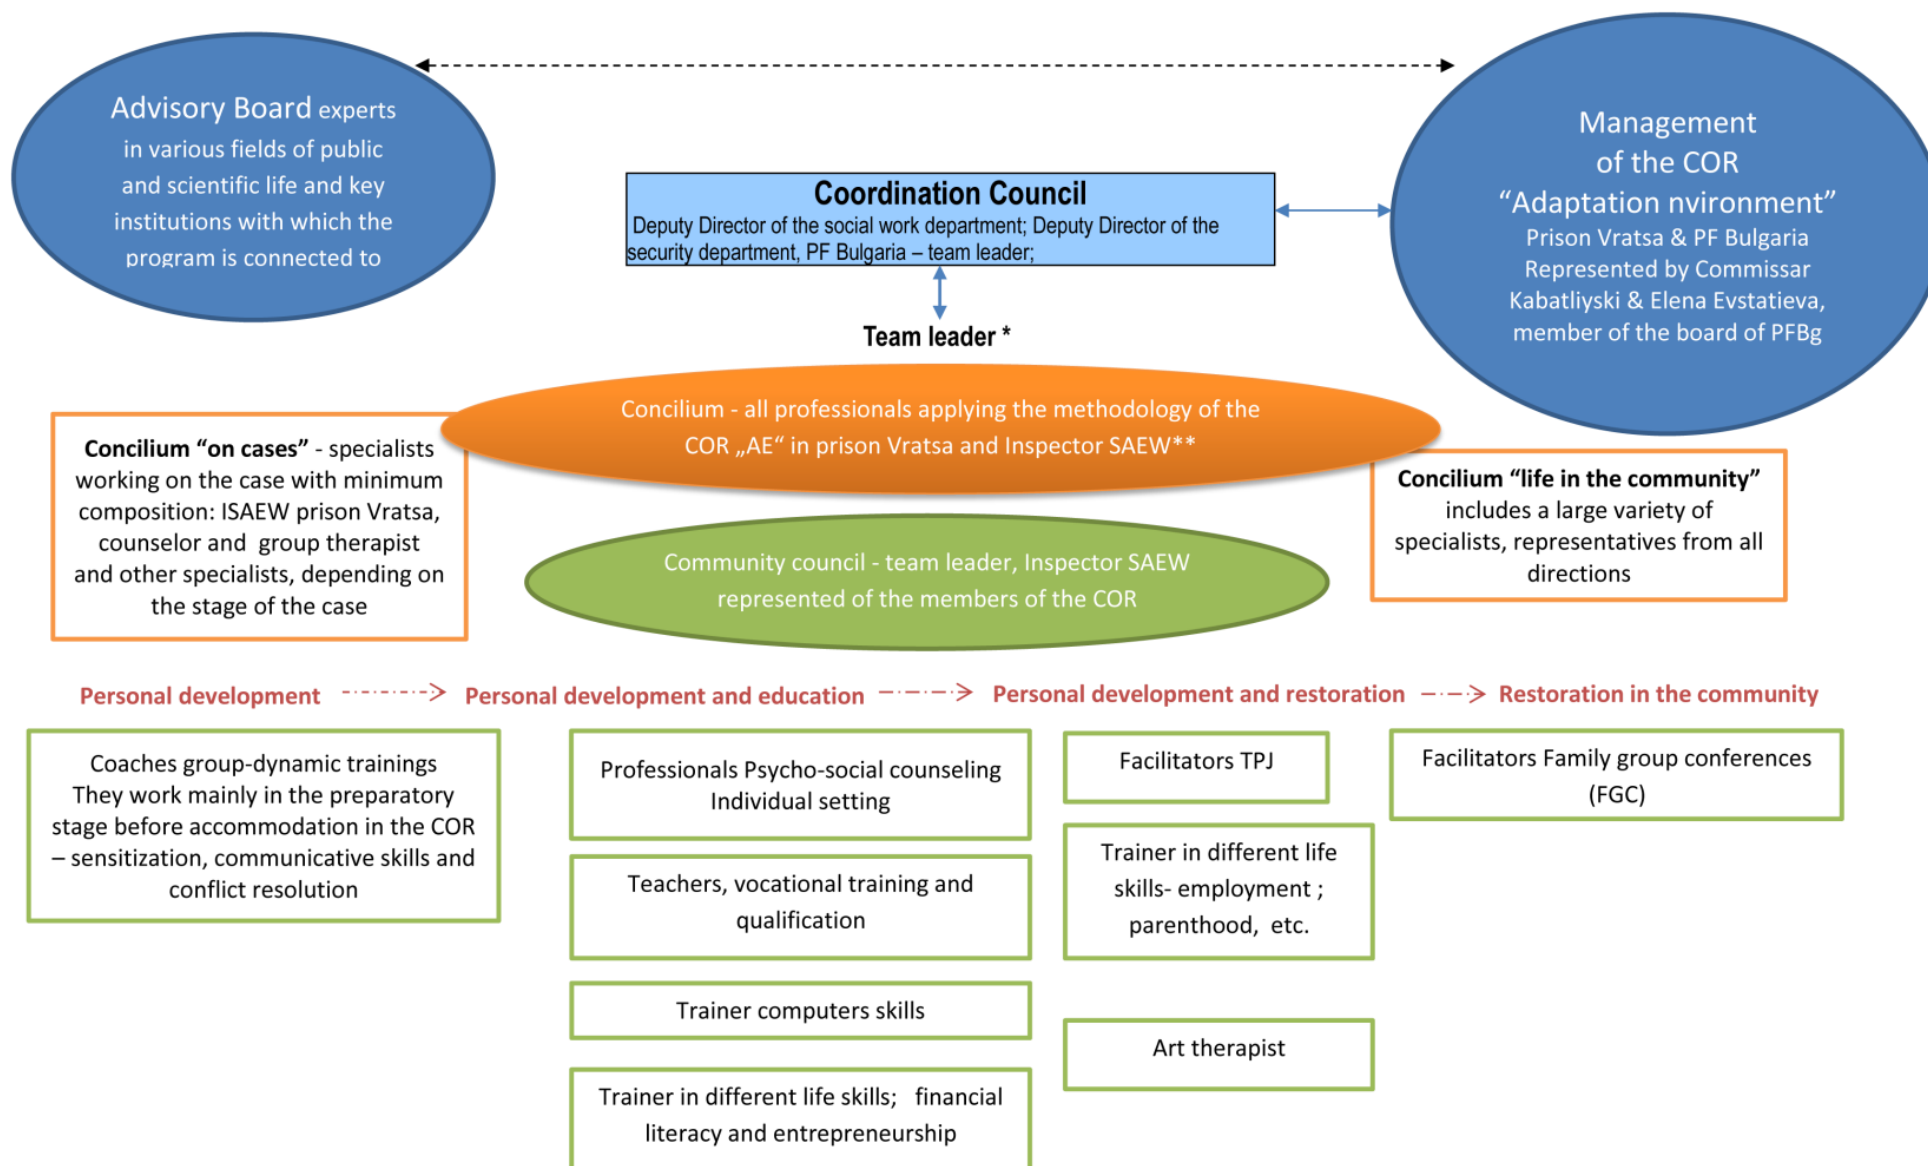 Advisory Board experts
in various fields of public
and scientific life and key
institutions with which the
program is connected to
Management
of the COR
“Adaptation nvironment”
Prison Vratsa & PF Bulgaria
Represented by Commissar
Kabatliyski & Elena Evstatieva,
member of the board of PFBg
Coordination Council
Deputy Director of the social work department; Deputy Director of the
security department, PF Bulgaria – team leader;
Team leader *
Concilium - all professionals applying the methodology of the
COR „AE“ in prison Vratsa and Inspector SAEW**
Concilium “on cases” - specialists
working on the case with minimum
composition: ISAEW prison Vratsa,
counselor and group therapist
and other specialists, depending on
the stage of the case
Concilium “life in the community”
includes a large variety of
specialists, representatives from all
directions
Community council - team leader, Inspector SAEW
represented of the members of the COR
Personal development
Personal development and education
Personal development and restoration
Restoration in the community
Coaches group-dynamic trainings
They work mainly in the preparatory
stage before accommodation in the COR
– sensitization, communicative skills and
conflict resolution
Professionals Psycho-social counseling
Individual setting
Teachers, vocational training and
qualification
Trainer computers skills
Trainer in different life skills; financial
literacy and entrepreneurship
Facilitators TPJ
Trainer in different life
skills- employment ;
parenthood, etc.
Art therapist
Facilitators Family group conferences
(FGC)